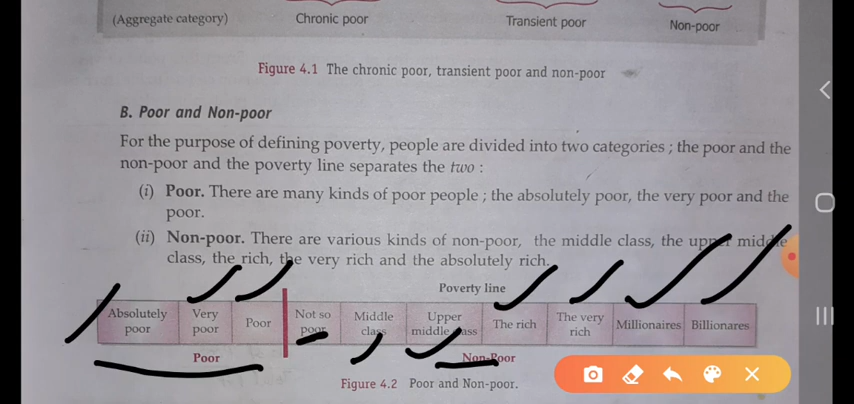 (Aggregate category) Chronic poor Transient poor Non-poor
Figure 4.1 The chronic poor, transient poor and non-poor
B. Poor and Non-poor
For the purpose of defining poverty, people are divided into two categories ; the poor and the
non-poor and the poverty line separates the two :
(i) Poor. There are many kinds of poor people ; the absolutely poor, the very poor and the
poor.
(ii) Non-poor. There are various kinds of non-poor, the middle class, the upper middle
class, the rich, the very rich and the absolutely rich.
Poverty line
Absolutely poor
Very poor
Poor
Not so poor
Middle class
Upper middle class
The rich
The very rich
Millionaires
Billionares
Poor
Non-Poor
Figure 4.2 Poor and Non-poor.